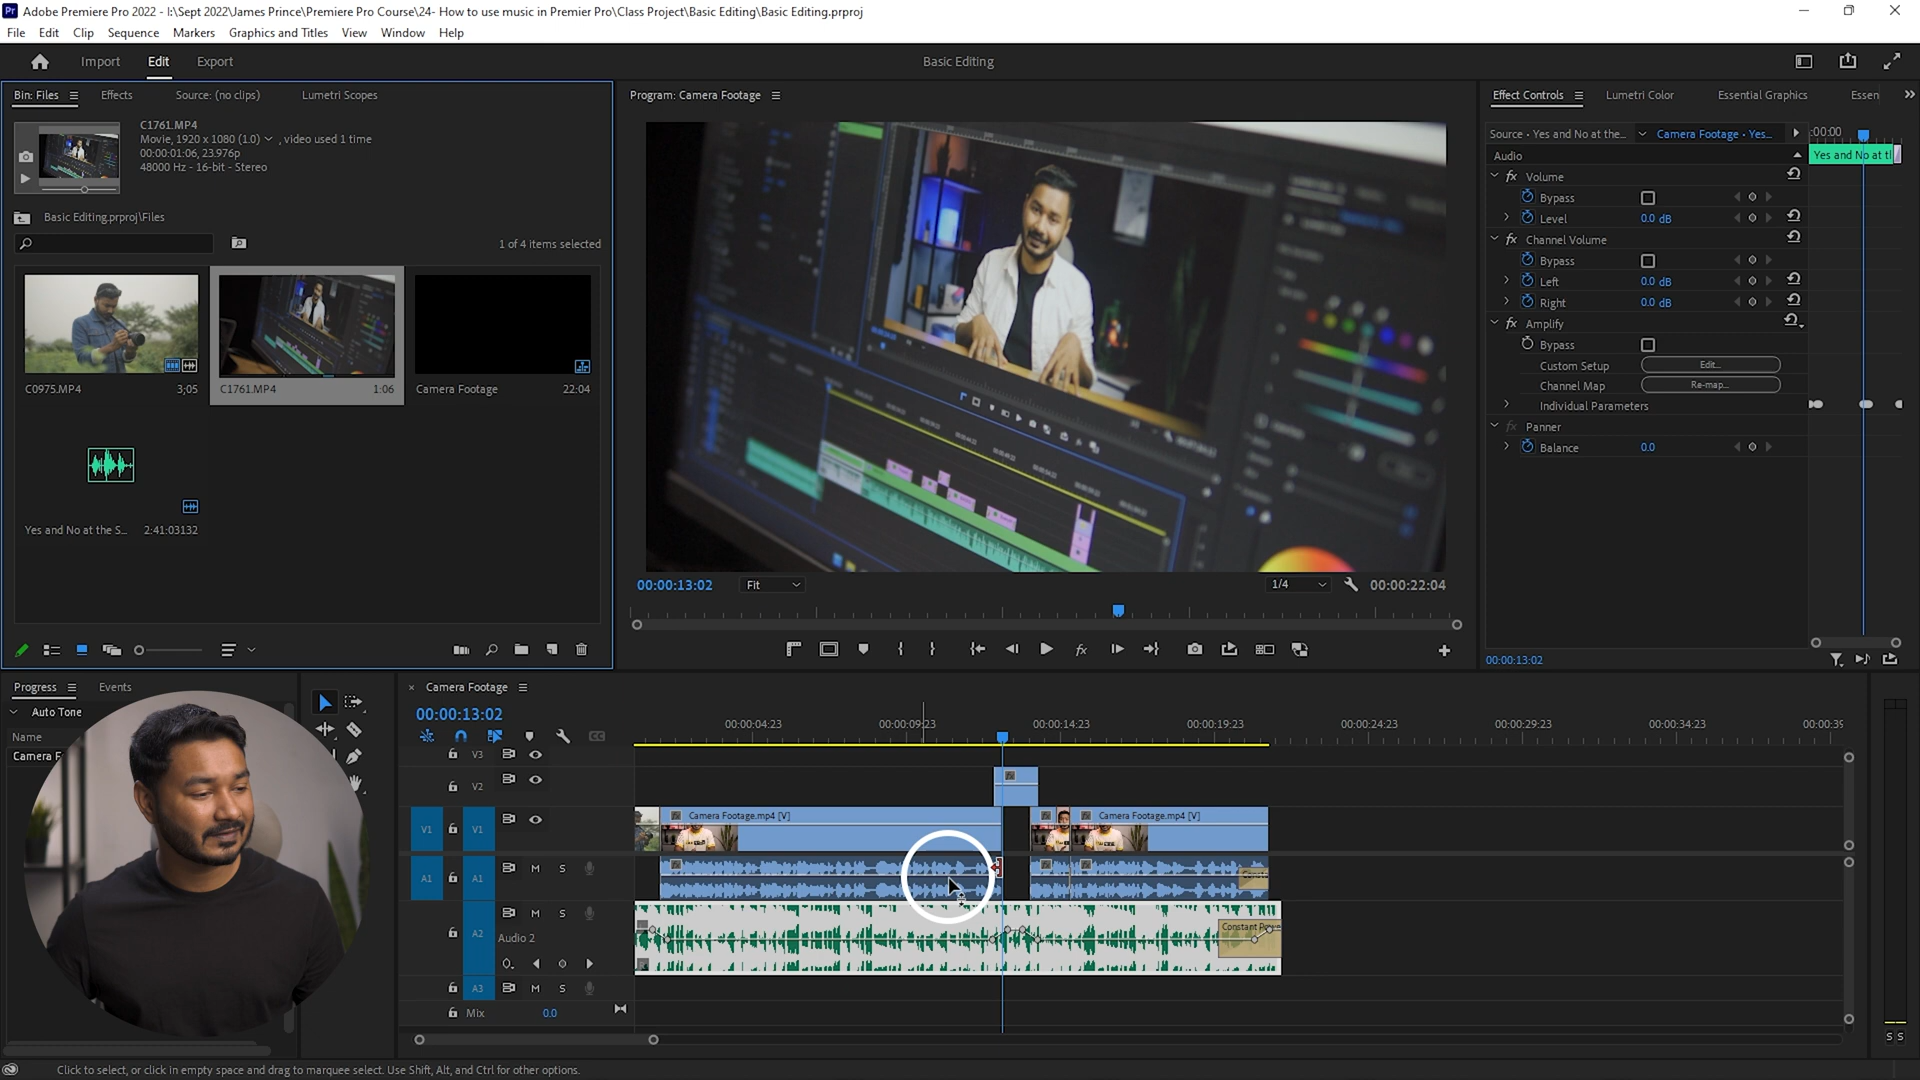 Adobe Premiere Pro 2022 - I:\Sept 2022\James Prince\Premiere Pro Course\24- How to use music in Premier Pro\Class Project\Basic Editing\Basic Editing.prproj
File Edit Clip Sequence Markers Graphics and Titles View Window Help
Import Edit Export Basic Editing
Bin: Files Effects Source: (no clips) Lumetri Scopes
C1761.MP4
Movie, 1920 x 1080 (1.0) , video used 1 time
00:00:01:06, 23.976p
48000 Hz - 16-bit - Stereo
Basic Editing.prproj\Files
1 of 4 items selected
C0975.MP4 3;05
C1761.MP4 1:06
Camera Footage 22:04
Yes and No at the S... 2:41:03132
Program: Camera Footage
00:00:13:02 Fit 1/4 00:00:22:04
Effect Controls Lumetri Color Essential Graphics Essen
Source · Yes and No at the... Camera Footage · Yes... :00:00
Audio Yes and No at tl
fx Volume
Bypass
Level 0.0 dB
fx Channel Volume
Bypass
Left 0.0 dB
Right 0.0 dB
fx Amplify
Bypass
Custom Setup Edit...
Channel Map Re-map...
Individual Parameters
fx Panner
Balance 0.0
00:00:13:02
Progress Events
Auto Tone
Name
Camera F
× Camera Footage
00:00:13:02
00:00:04:23 00:00:09:23 00:00:14:23 00:00:19:23 00:00:24:23 00:00:29:23 00:00:34:23 00:00:39
V3
V2
V1 V1 Camera Footage.mp4 [V] Camera Footage.mp4 [V]
A1 A1 M S
A2 M S
Audio 2
Constant Powe
A3 M S
Mix 0.0
S S
Click to select, or click in empty space and drag to marquee select. Use Shift, Alt, and Ctrl for other options.